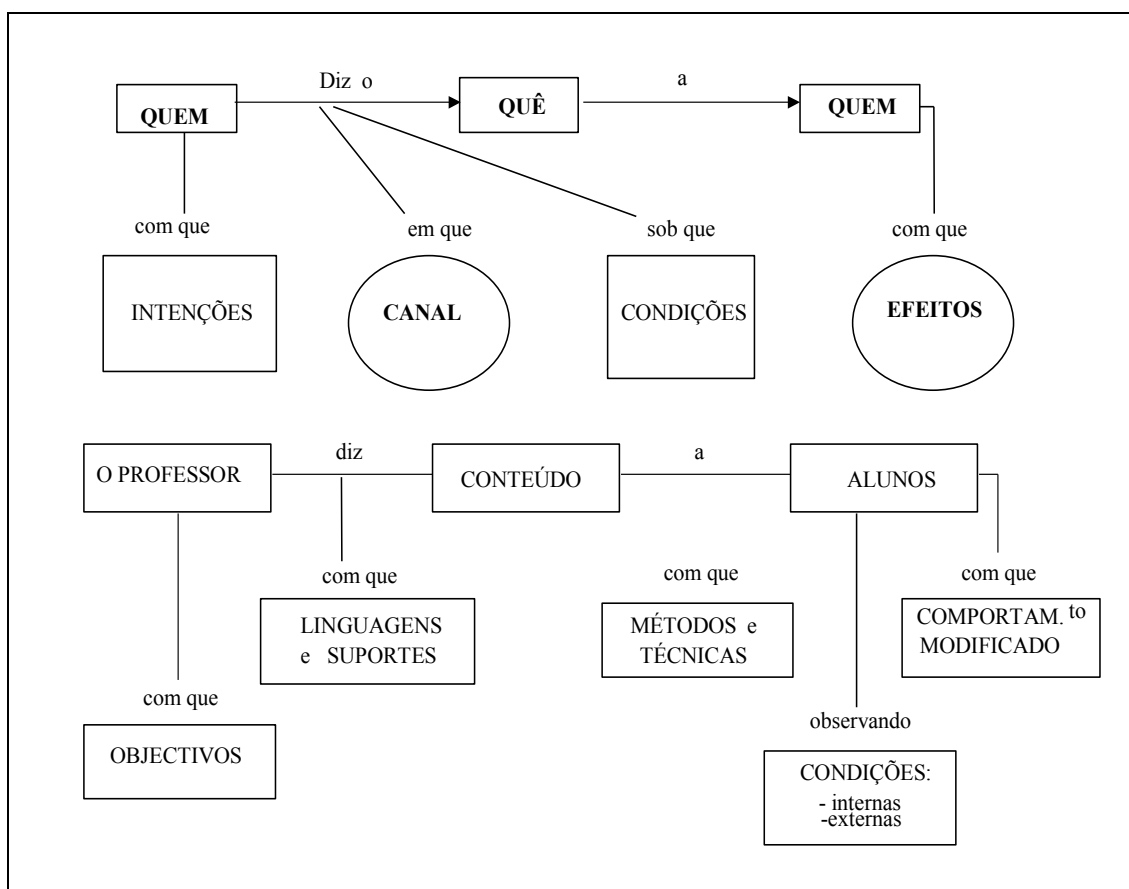 Diz o
a
QUEM
QUÊ
QUEM
com que
em que
sob que
com que
INTENÇÕES
CANAL
CONDIÇÕES
EFEITOS
diz
a
O PROFESSOR
CONTEÚDO
ALUNOS
com que
com que
com que
LINGUAGENS
e SUPORTES
MÉTODOS e
TÉCNICAS
COMPORTAM.to
MODIFICADO
com que
OBJECTIVOS
observando
CONDIÇÕES:
- internas
-externas